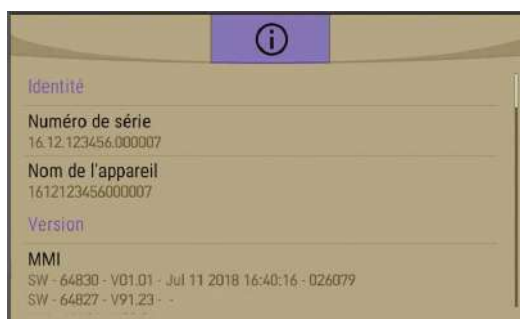 Identité
Numéro de série
16.12.123456.000007
Nom de l'appareil
1612123456000007
Version
MMI
SW - 64830 - V01.01 - Jul 11 2018 16:40:16 - 026079
SW - 64827 - V91.23 - -